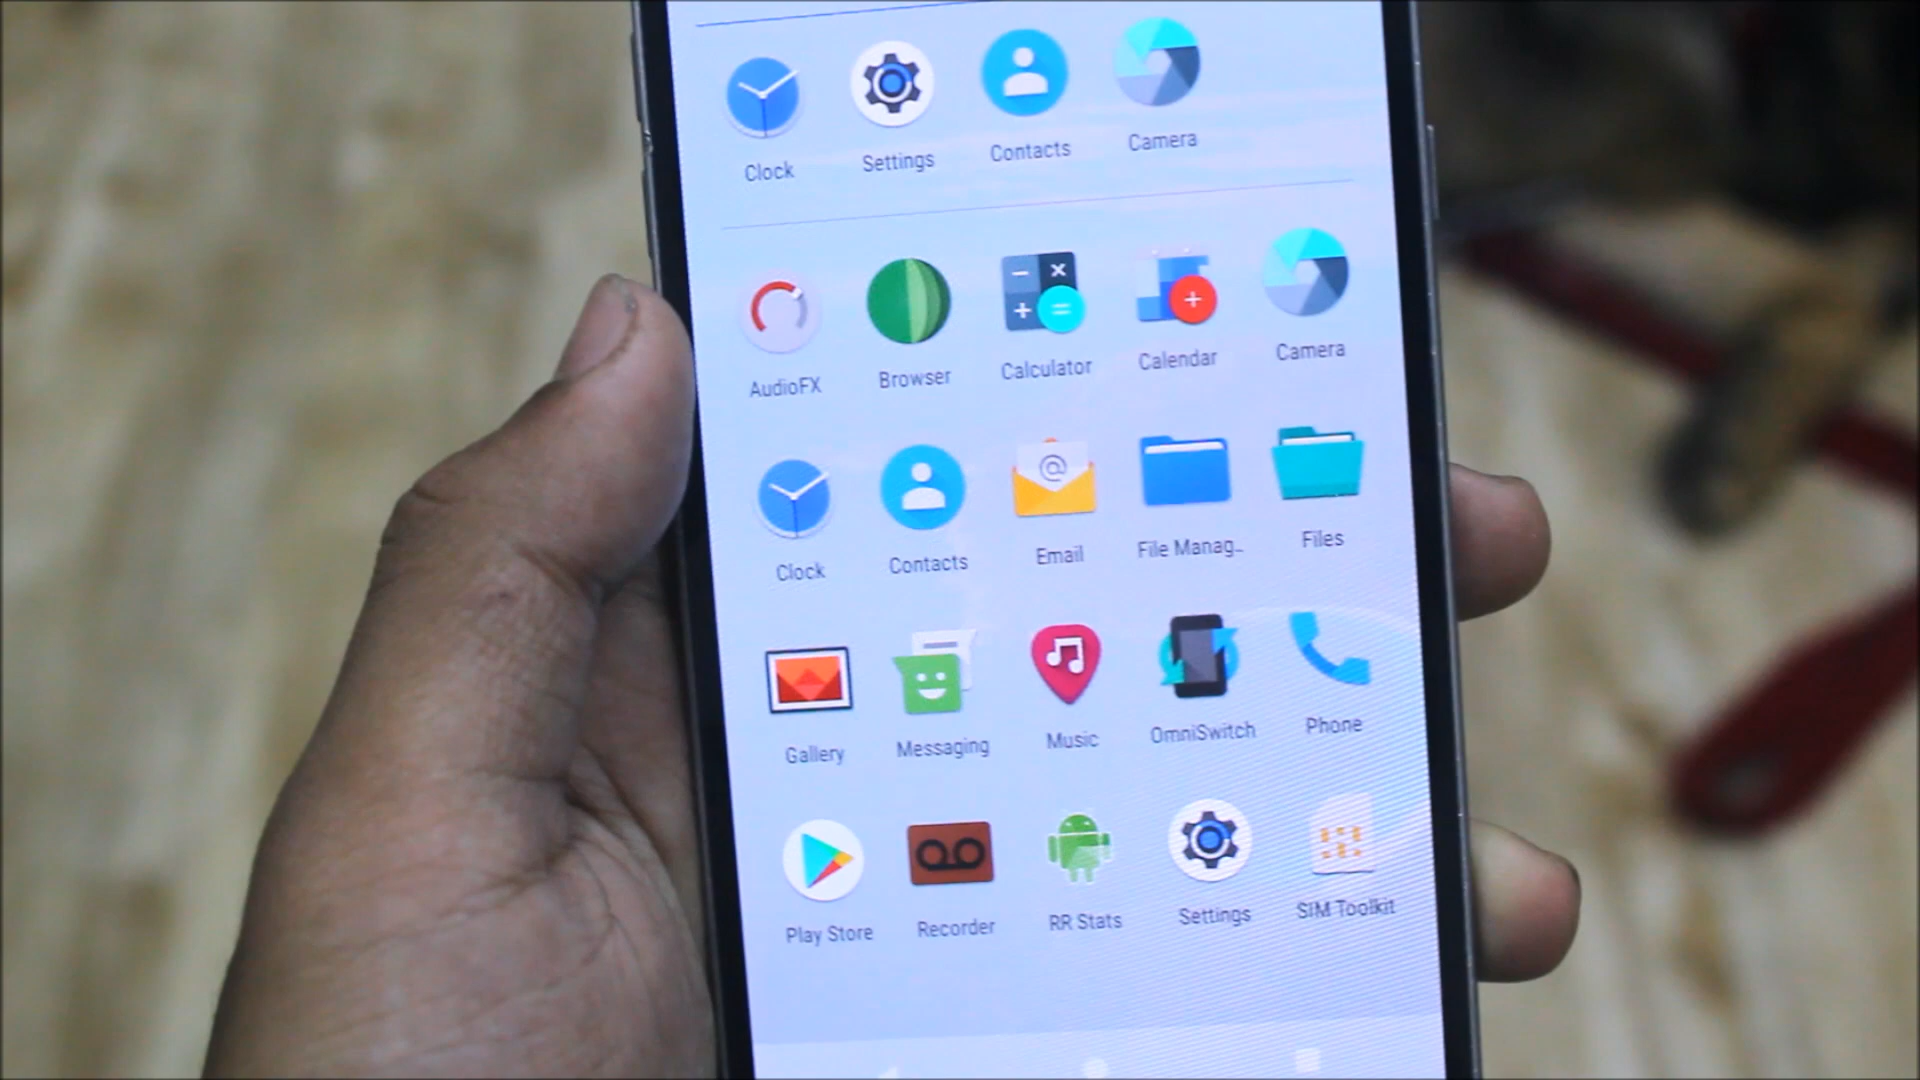 Clock Settings Contacts Camera
AudioFX Browser Calculator Calendar Camera
Clock Contacts Email File Manag.. Files
Gallery Messaging Music OmniSwitch Phone
Play Store Recorder RR Stats Settings SIM Toolkit